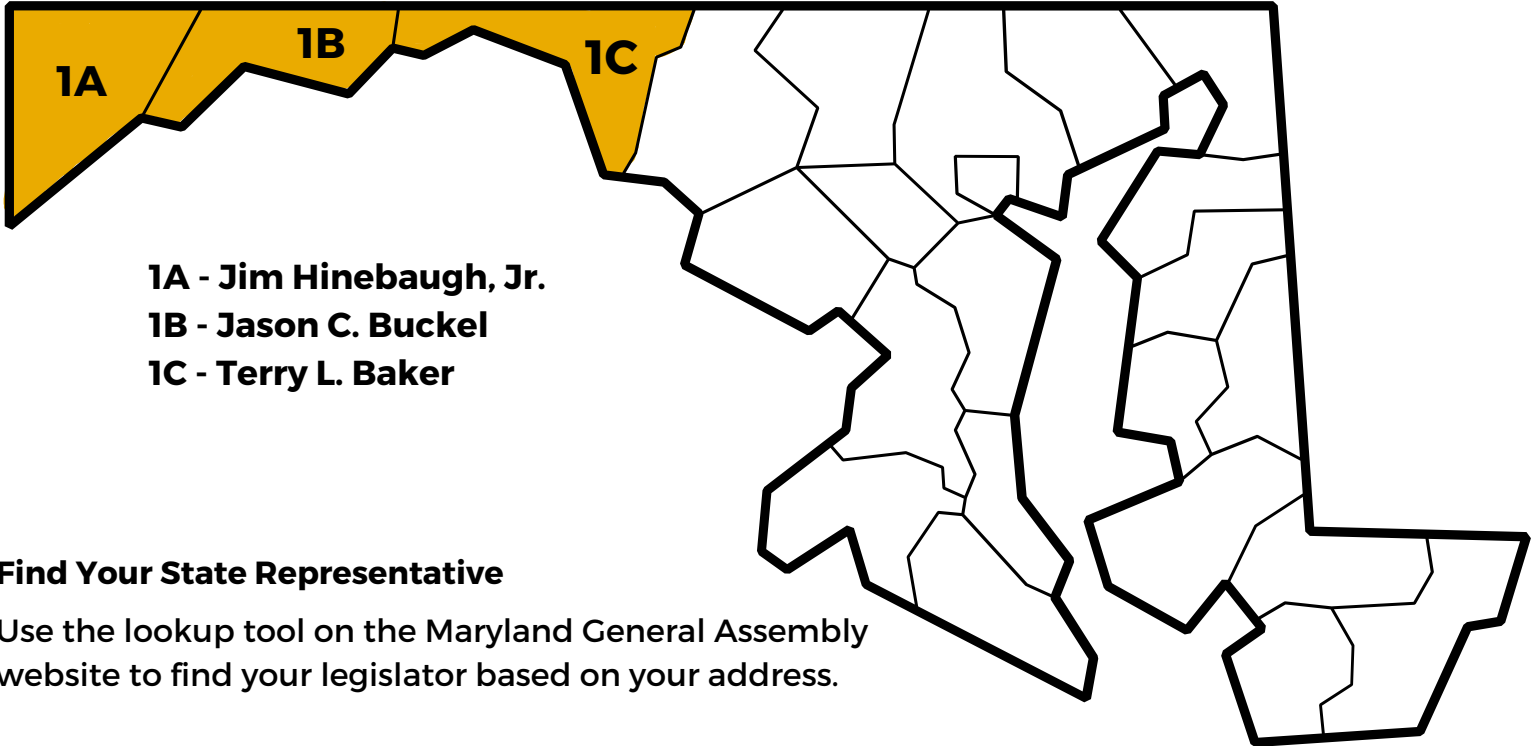 1A
1B
1C
1A - Jim Hinebaugh, Jr.
1B - Jason C. Buckel
1C - Terry L. Baker
Find Your State Representative
Use the lookup tool on the Maryland General Assembly
website to find your legislator based on your address.